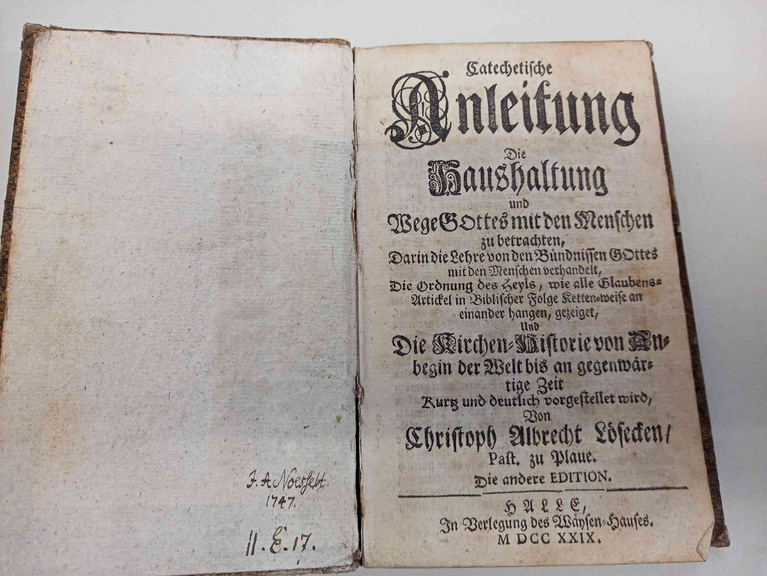 J. A. Noesselt.
1747.
II. E. 17.
Catechetische
Anleitung
Die
Haushaltung
und
Wege GOttes mit den Menschen
zu betrachten,
Darin die Lehre von den Bündnissen GOttes
mit den Menschen verhandelt,
Die Ordnung des Heyls, wie alle Glaubens-
Artickel in Biblischer Folge Ketten-weise an
einander hangen, gezeiget,
Und
Die Kirchen-Historie von An-
begin der Welt bis an gegenwär-
tige Zeit
Kurtz und deutlich vorgestellet wird,
Von
Christoph Albrecht Lösecken/
Past. zu Plaue.
Die andere EDITION.
HALLE,
In Verlegung des Wäysen-Hauses.
M DCC XXIX.